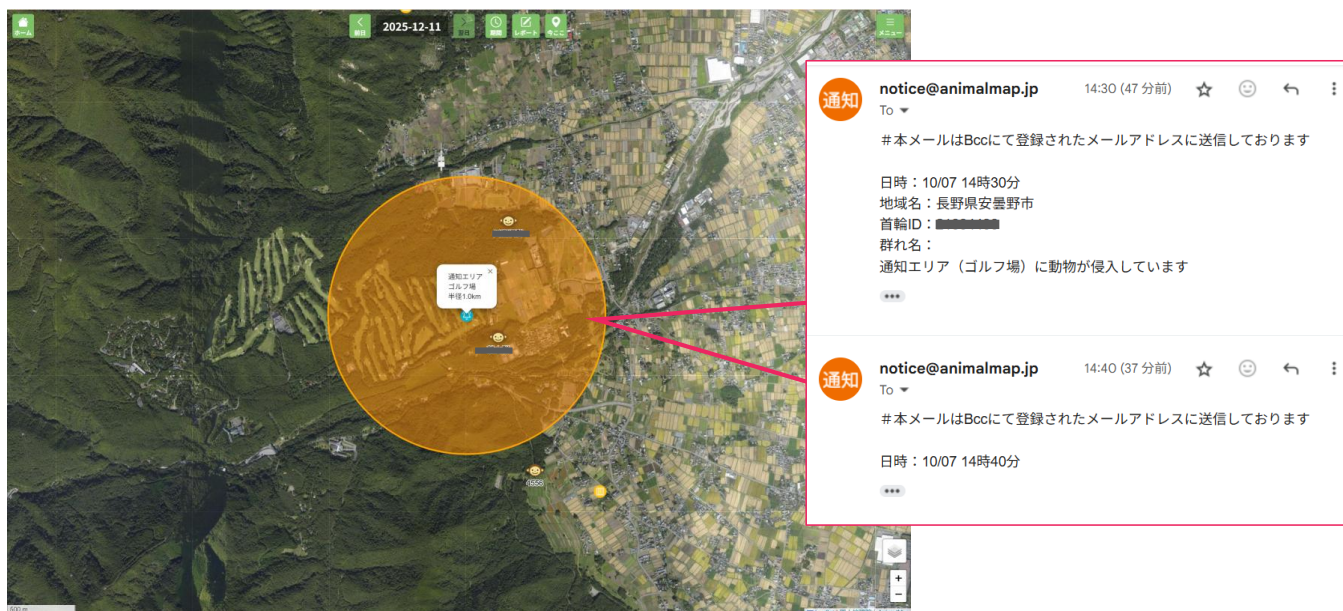 ホーム
前日
2025-12-11
翌日
期間
レポート
今ここ
メニュー
通知エリア
ゴルフ場
半径1.0km
4556
500 m
+
−
通知
notice@animalmap.jp
14:30 (47 分前)
To
＃本メールはBccにて登録されたメールアドレスに送信しております
日時：10/07 14時30分
地域名：長野県安曇野市
首輪ID：
群れ名：
通知エリア（ゴルフ場）に動物が侵入しています
通知
notice@animalmap.jp
14:40 (37 分前)
To
＃本メールはBccにて登録されたメールアドレスに送信しております
日時：10/07 14時40分